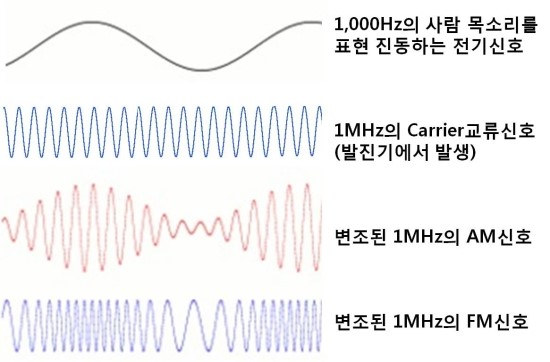 1,000Hz의 사람 목소리를
표현 진동하는 전기신호
1MHz의 Carrier교류신호
(발진기에서 발생)
변조된 1MHz의 AM신호
변조된 1MHz의 FM신호